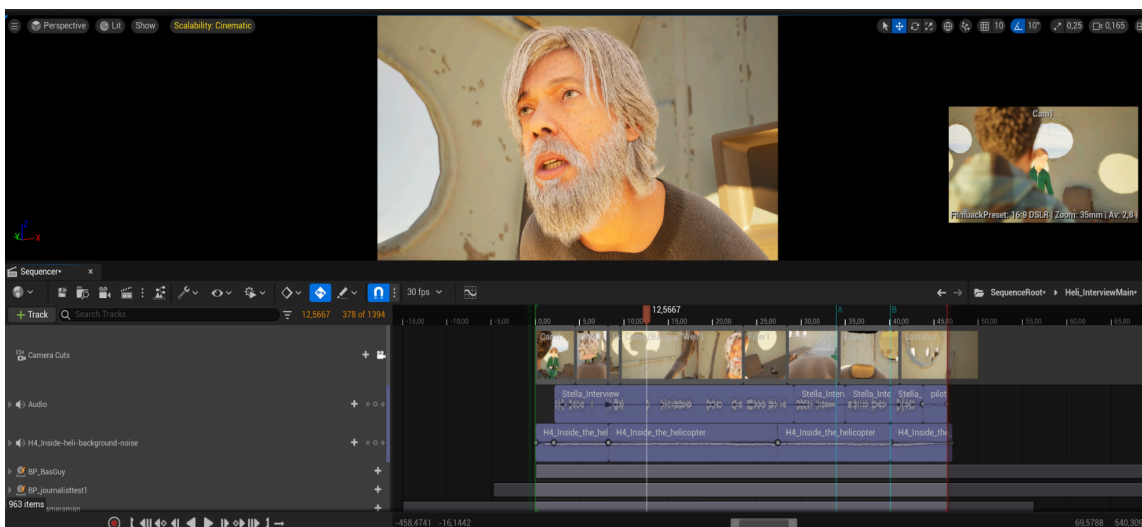 Perspective Lit Show Scalability: Cinematic
10 10° 0,25 0,165
Cam1
FilmbackPreset: 16:9 DSLR | Zoom: 35mm | Av: 2,8
Sequencer•
30 fps
SequenceRoot• Heli_InterviewMain•
Track Search Tracks 12,5667 378 of 1394
-15,00 -10,00 -5,00 0,00 5,00 10,00 12,5667 15,00 20,00 25,00 30,00 A 35,00 B 40,00 45,00 50,00 55,00 60,00 65,00
Camera Cuts
Audio
Stella_Interview Stella_Interv Stella_Inte Stella_ pilot
H4_Inside-heli-background-noise
H4_Inside_the_hel H4_Inside_the_helicopter H4_Inside_the_helicopter H4_Inside_the
BP_BasGuy
BP_journalisttest1
963 items
ameraman
-458,4741 -16,1442 69,5788 540,309